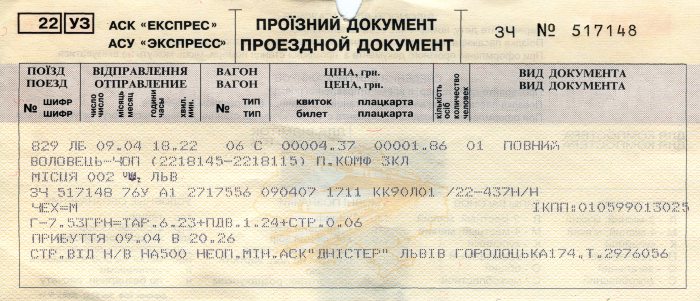 22 УЗ АСК «ЕКСПРЕС» ПРОЇЗНИЙ ДОКУМЕНТ ЗЧ № 517148
АСУ «ЭКСПРЕСС» ПРОЕЗДНОЙ ДОКУМЕНТ
ПОЇЗД ВІДПРАВЛЕННЯ ВАГОН ЦІНА, грн. кількість осіб ВИД ДОКУМЕНТА
ПОЕЗД ОТПРАВЛЕНИЕ ВАГОН ЦЕНА, грн. количество человек ВИД ДОКУМЕНТА
№ шифр число місяць години хвил. № тип квиток плацкарта
шифр число месяц часы мин. тип билет плацкарта
829 ЛБ 09.04 18.22 06 С 00004.37 00001.86 01 ПОВНИЙ
ВОЛОВЕЦЬ-ЧОП (2218145-2218115) П.КОМФ 3КЛ
МІСЦЯ 002 ЛЬВ
ЗЧ 517148 76У А1 2717556 090407 1711 КК90Л01 /22-437Н/Н
ЧЕХ=М ІКПП:010599013025
Г-7.53ГРН=ТАР.6.23+ПДВ.1.24+СТР.0.06
ПРИБУТТЯ 09.04 В 20.26
СТР.ВІД Н/В НА500 НЕОП.МІН.АСК"ДНІСТЕР" ЛЬВІВ ГОРОДОЦЬКА174.Т.2976056